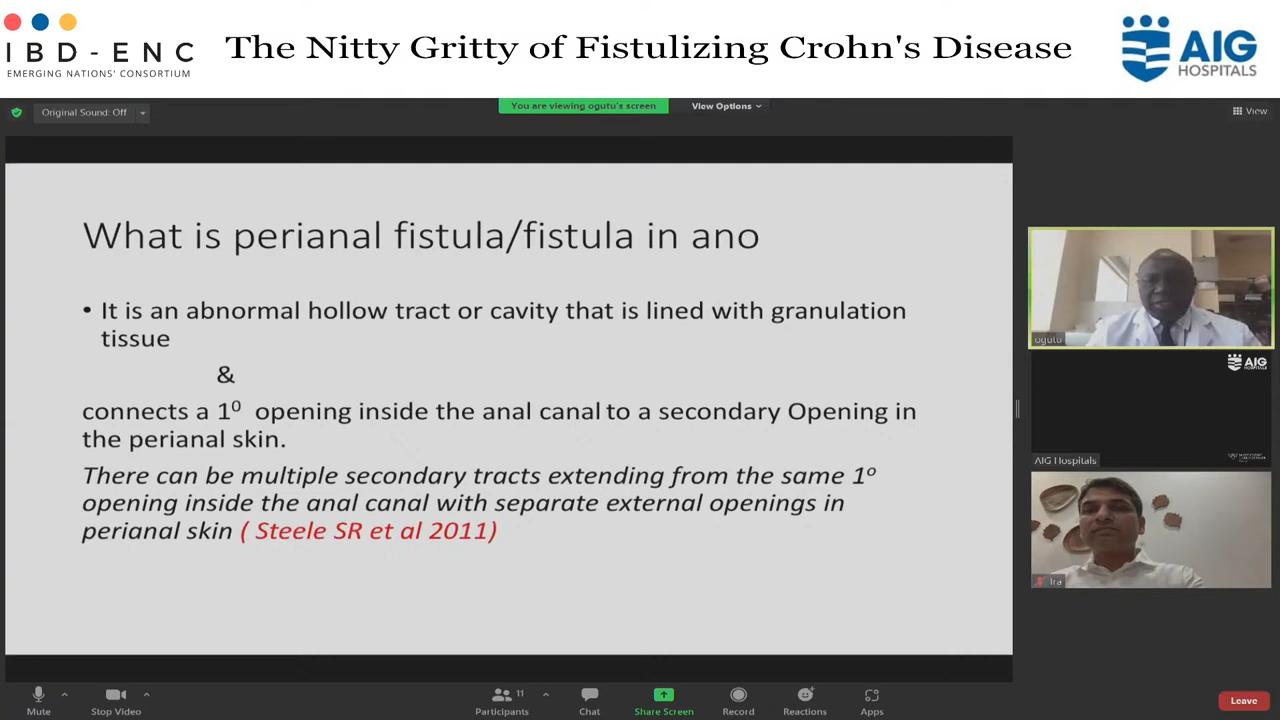 IBD-ENC
EMERGING NATIONS' CONSORTIUM
The Nitty Gritty of Fistulizing Crohn's Disease
AIG
HOSPITALS
Original Sound: Off
You are viewing ogutu's screen
View Options
View
What is perianal fistula/fistula in ano
• It is an abnormal hollow tract or cavity that is lined with granulation
tissue
&
connects a 1⁰ opening inside the anal canal to a secondary Opening in
the perianal skin.
There can be multiple secondary tracts extending from the same 1º
opening inside the anal canal with separate external openings in
perianal skin ( Steele SR et al 2011)
ogutu
AIG
HOSPITALS
AIG Hospitals
Ira
Mute
Stop Video
11
Participants
Chat
Share Screen
Record
Reactions
Apps
Leave